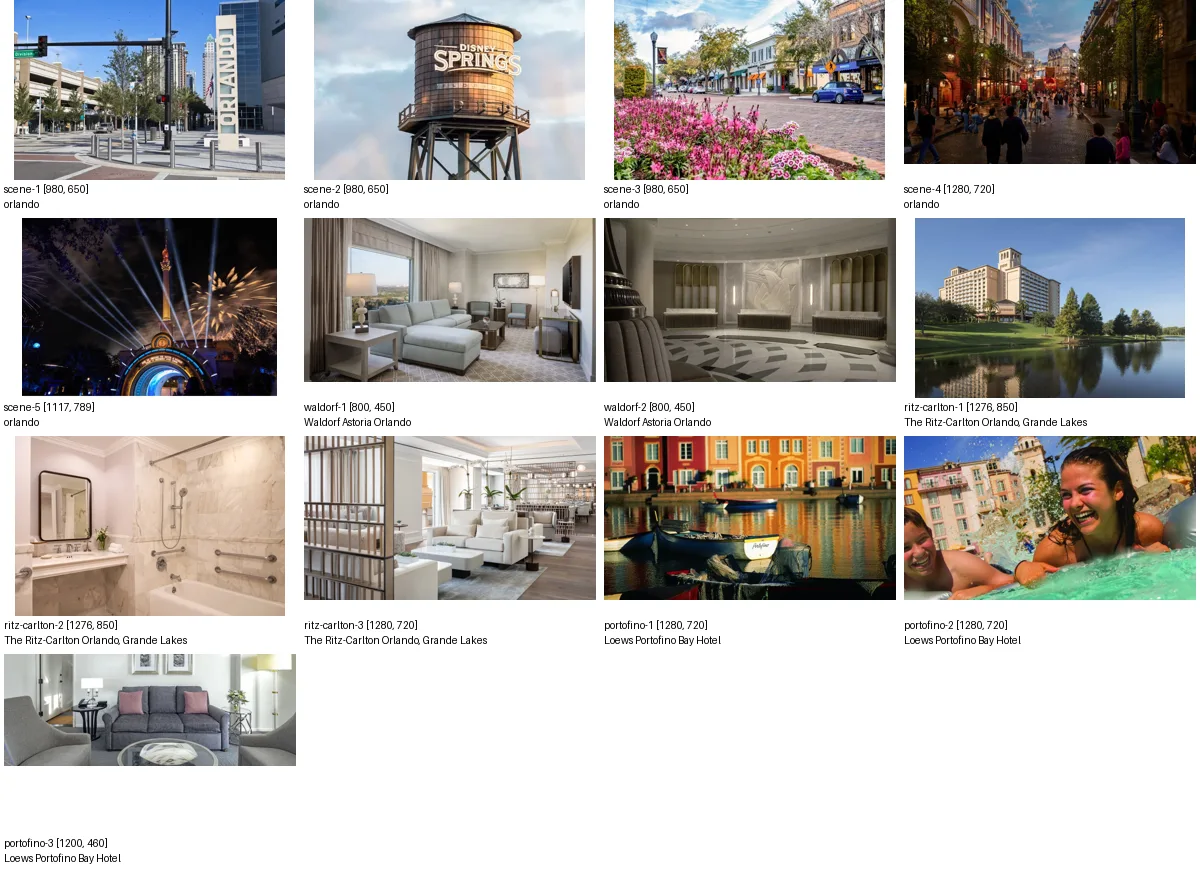 Division
ORLANDO
DISNEY
SPRINGS
scene-1 [980, 650]
orlando
scene-2 [980, 650]
orlando
scene-3 [980, 650]
orlando
scene-4 [1280, 720]
orlando
scene-5 [1117, 789]
orlando
waldorf-1 [800, 450]
Waldorf Astoria Orlando
waldorf-2 [800, 450]
Waldorf Astoria Orlando
ritz-carlton-1 [1276, 850]
The Ritz-Carlton Orlando, Grande Lakes
ritz-carlton-2 [1276, 850]
The Ritz-Carlton Orlando, Grande Lakes
ritz-carlton-3 [1280, 720]
The Ritz-Carlton Orlando, Grande Lakes
Portofino
portofino-1 [1280, 720]
Loews Portofino Bay Hotel
portofino-2 [1280, 720]
Loews Portofino Bay Hotel
portofino-3 [1200, 460]
Loews Portofino Bay Hotel